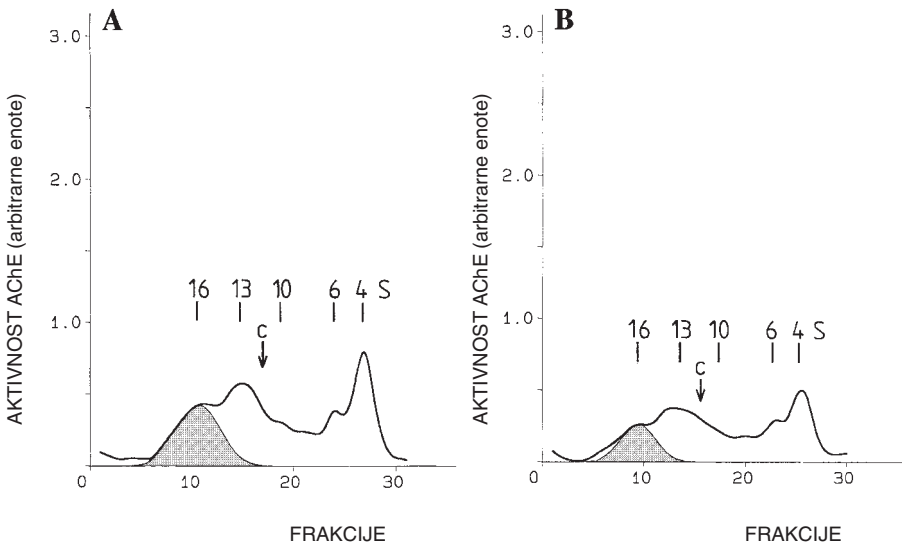 A
AKTIVNOST AChE (arbitrarne enote)
3.0
2.0
1.0
16 13 10 6 4 S
C
0 10 20 30
FRAKCIJE
B
AKTIVNOST AChE (arbitrarne enote)
3.0
2.0
1.0
16 13 10 6 4 S
C
0 10 20 30
FRAKCIJE